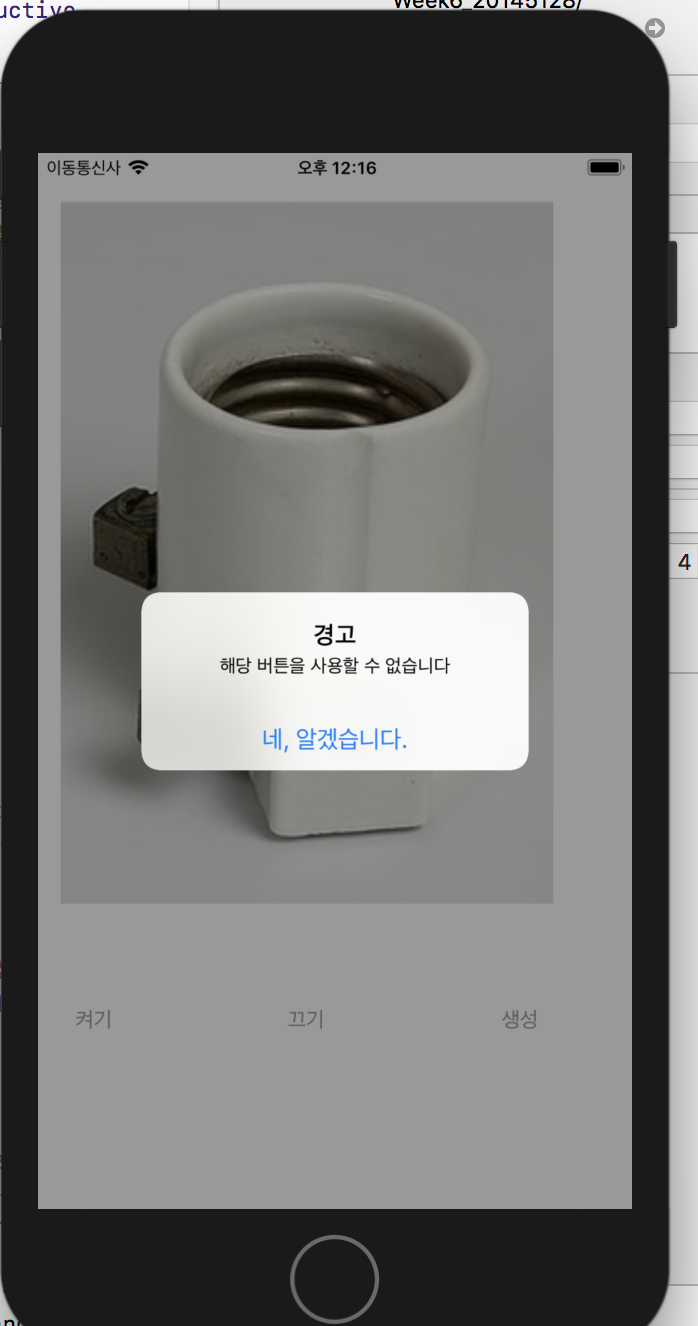 uctive
Week6_20145128/
이동통신사
오후 12:16
4
경고
해당 버튼을 사용할 수 없습니다
네, 알겠습니다.
켜기
끄기
생성